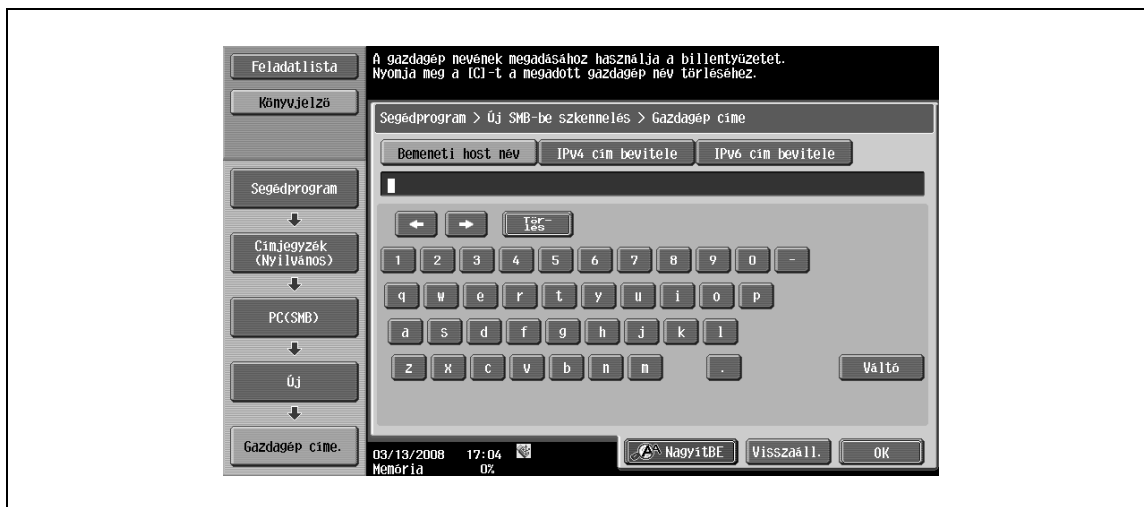 Feladatlista
Könyvjelző
Segédprogram
Címjegyzék
(Nyilvános)
PC(SMB)
Új
Gazdagép címe.
A gazdagép nevének megadásához használja a billentyűzetet.
Nyomja meg a [C]-t a megadott gazdagép név törléséhez.
Segédprogram > Új SMB-be szkennelés > Gazdagép címe
Bemeneti host név IPv4 cím bevitele IPv6 cím bevitele
Tör-
lés
1 2 3 4 5 6 7 8 9 0 -
q w e r t y u i o p
a s d f g h j k l
z x c v b n m . Váltó
NagyítBE Visszaáll. OK
03/13/2008 17:04
Memória 0%